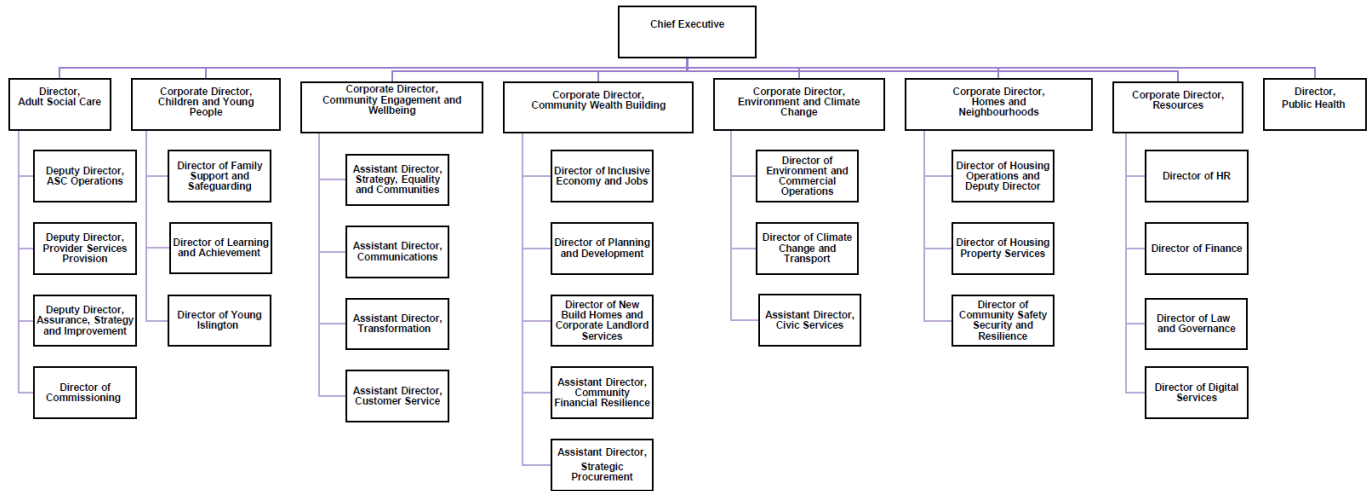 Chief Executive
Director,
Adult Social Care
Corporate Director,
Children and Young
People
Corporate Director,
Community Engagement and
Wellbeing
Corporate Director,
Community Wealth Building
Corporate Director,
Environment and Climate
Change
Corporate Director,
Homes and
Neighbourhoods
Corporate Director,
Resources
Director,
Public Health
Deputy Director,
ASC Operations
Deputy Director,
Provider Services
Provision
Deputy Director,
Assurance, Strategy
and Improvement
Director of
Commissioning
Director of Family
Support and
Safeguarding
Director of Learning
and Achievement
Director of Young
Islington
Assistant Director,
Strategy, Equality
and Communities
Assistant Director,
Communications
Assistant Director,
Transformation
Assistant Director,
Customer Service
Director of Inclusive
Economy and Jobs
Director of Planning
and Development
Director of New
Build Homes and
Corporate Landlord
Services
Assistant Director,
Community
Financial Resilience
Assistant Director,
Strategic
Procurement
Director of
Environment and
Commercial
Operations
Director of Climate
Change and
Transport
Assistant Director,
Civic Services
Director of Housing
Operations and
Deputy Director
Director of Housing
Property Services
Director of
Community Safety
Security and
Resilience
Director of HR
Director of Finance
Director of Law
and Governance
Director of Digital
Services